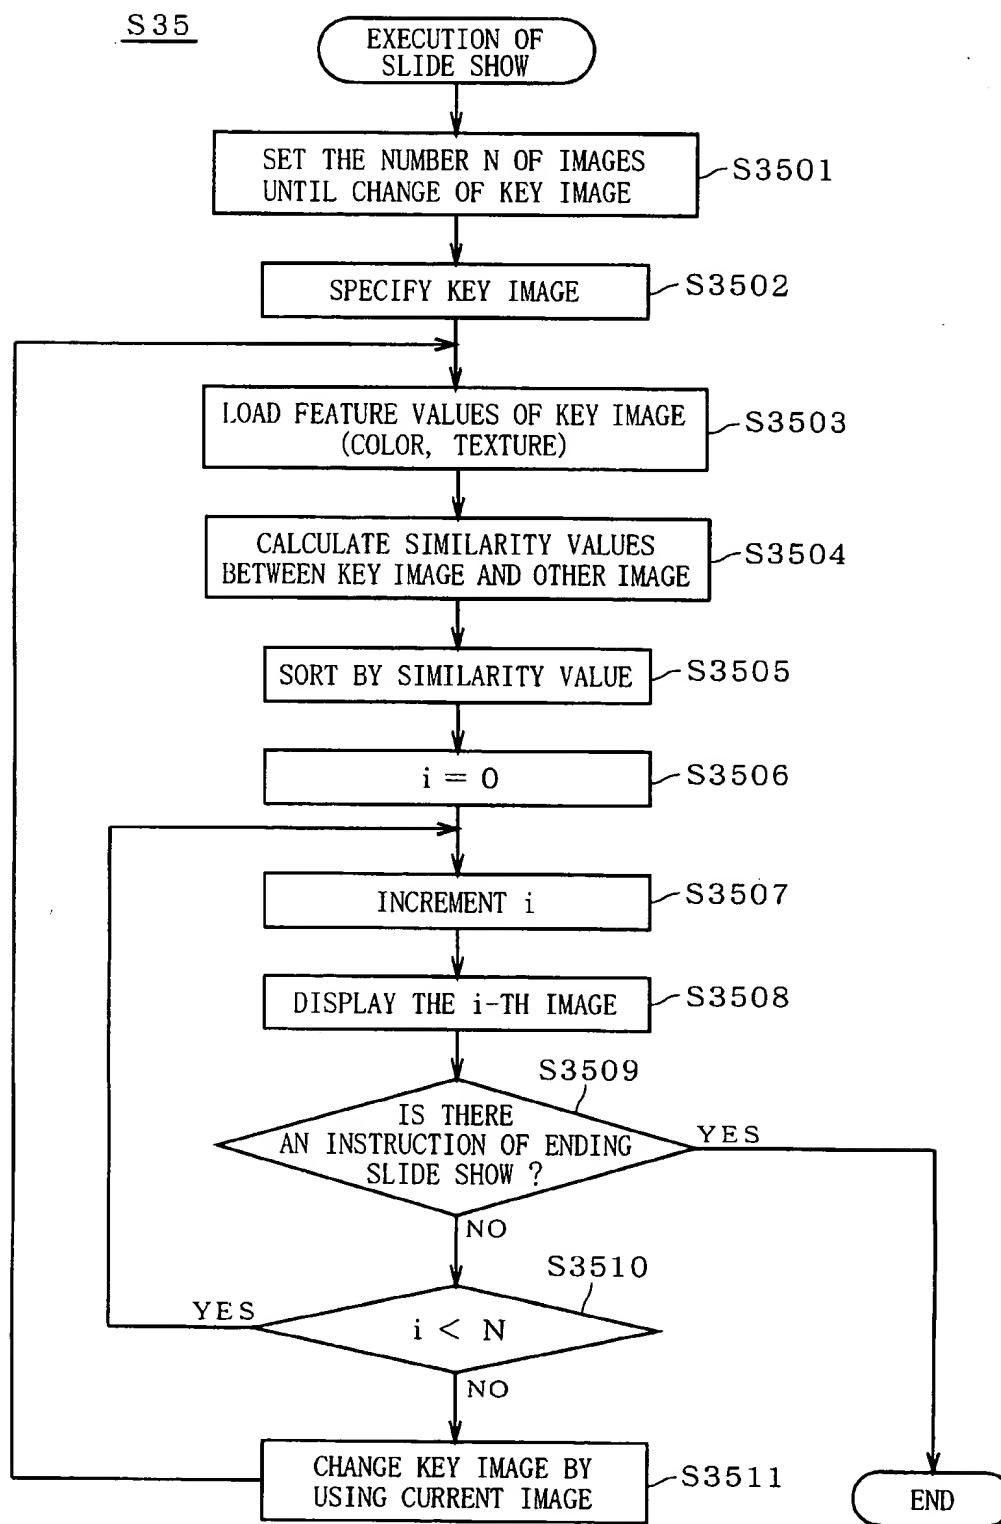 S35
EXECUTION OF
SLIDE SHOW
SET THE NUMBER N OF IMAGES
UNTIL CHANGE OF KEY IMAGE
S3501
SPECIFY KEY IMAGE
S3502
LOAD FEATURE VALUES OF KEY IMAGE
(COLOR, TEXTURE)
S3503
CALCULATE SIMILARITY VALUES
BETWEEN KEY IMAGE AND OTHER IMAGE
S3504
SORT BY SIMILARITY VALUE
S3505
i = 0
S3506
INCREMENT i
S3507
DISPLAY THE i-TH IMAGE
S3508
S3509
IS THERE
AN INSTRUCTION OF ENDING
SLIDE SHOW ?
YES
NO
S3510
YES
i < N
NO
CHANGE KEY IMAGE BY
USING CURRENT IMAGE
S3511
END